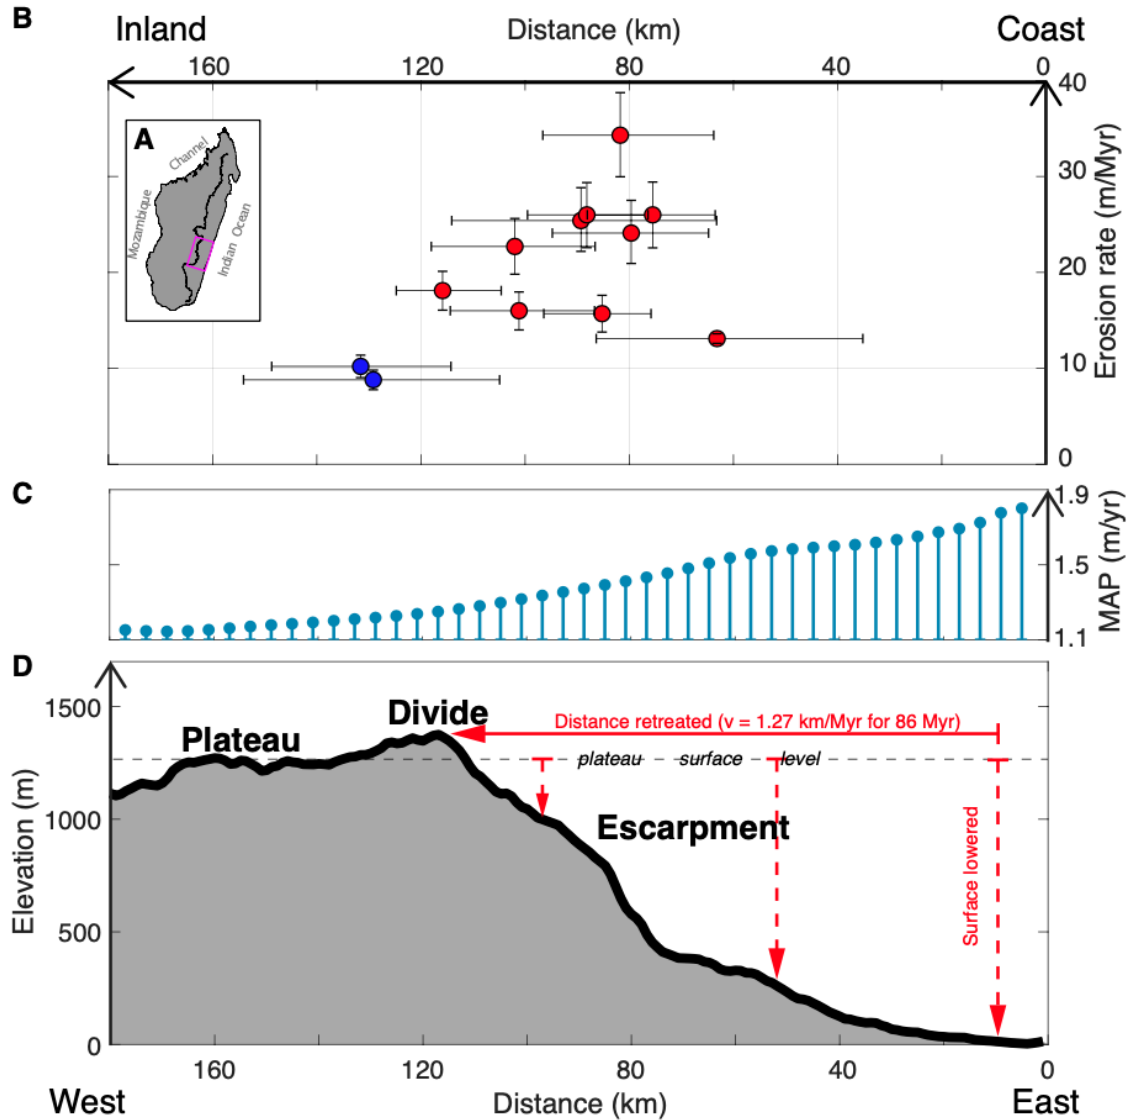 B
Inland
Distance (km)
Coast
160
120
80
40
0
40
30
20
10
0
Erosion rate (m/Myr)
A
Mozambique
Channel
Indian Ocean
C
1.9
1.5
1.1
MAP (m/yr)
D
1500
1000
500
0
Elevation (m)
Plateau
Divide
Distance retreated (v = 1.27 km/Myr for 86 Myr)
plateau surface level
Escarpment
Surface lowered
160
120
80
40
0
West
Distance (km)
East